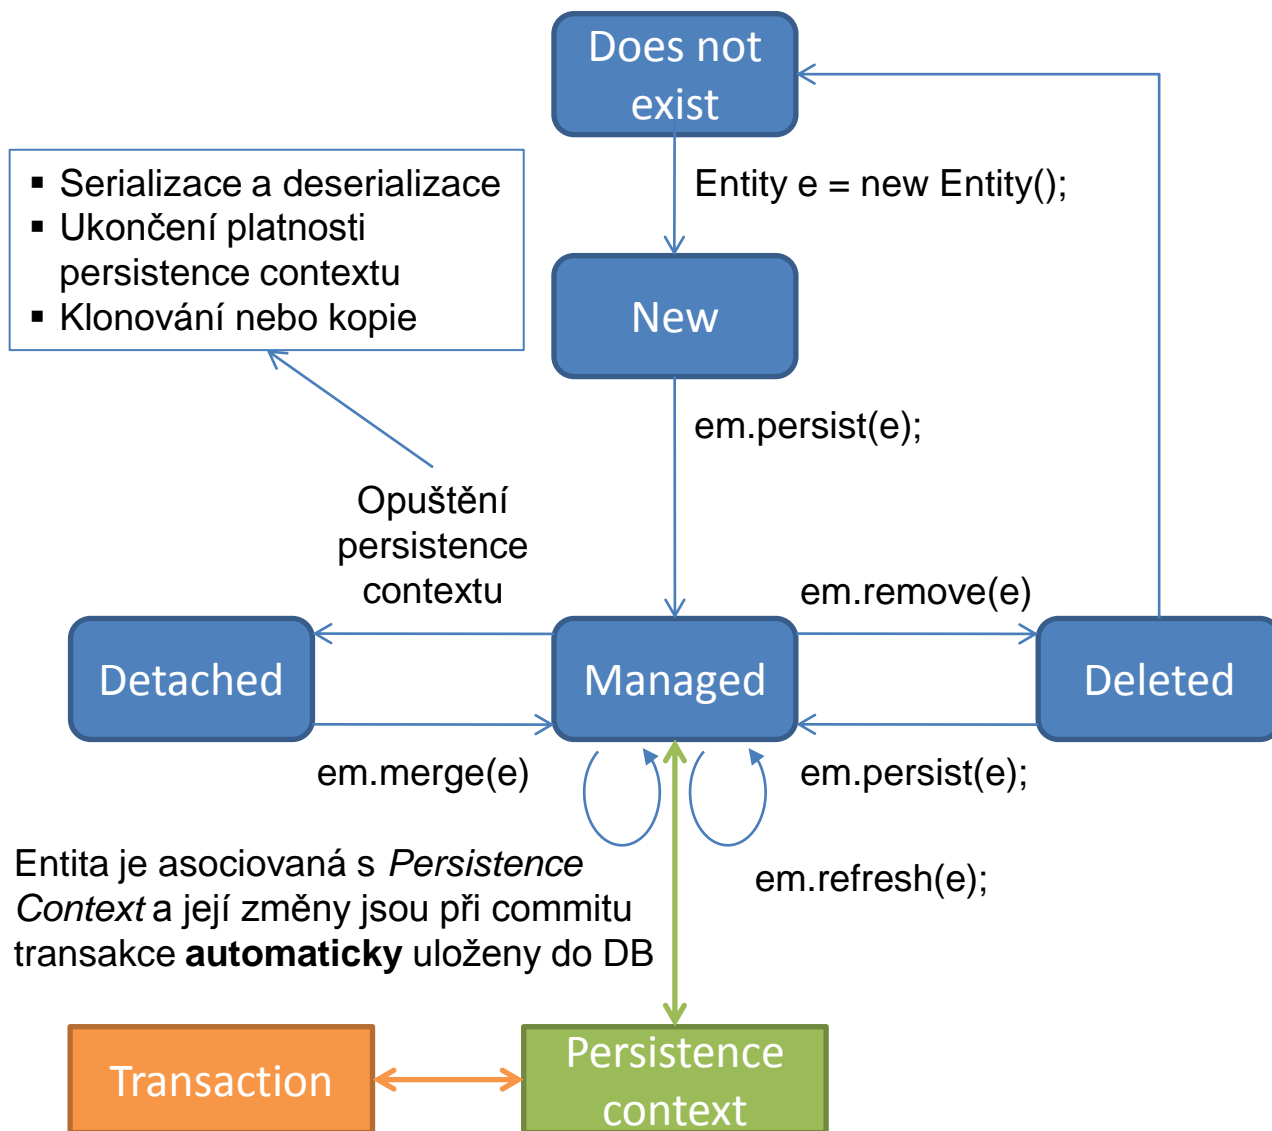 Does not
exist
▪ Serializace a deserializace
▪ Ukončení platnosti
persistence contextu
▪ Klonování nebo kopie
Entity e = new Entity();
New
em.persist(e);
Opuštění
persistence
contextu
em.remove(e)
Detached
Managed
Deleted
em.merge(e)
em.persist(e);
em.refresh(e);
Entita je asociovaná s Persistence
Context a její změny jsou při commitu
transakce automaticky uloženy do DB
Transaction
Persistence
context